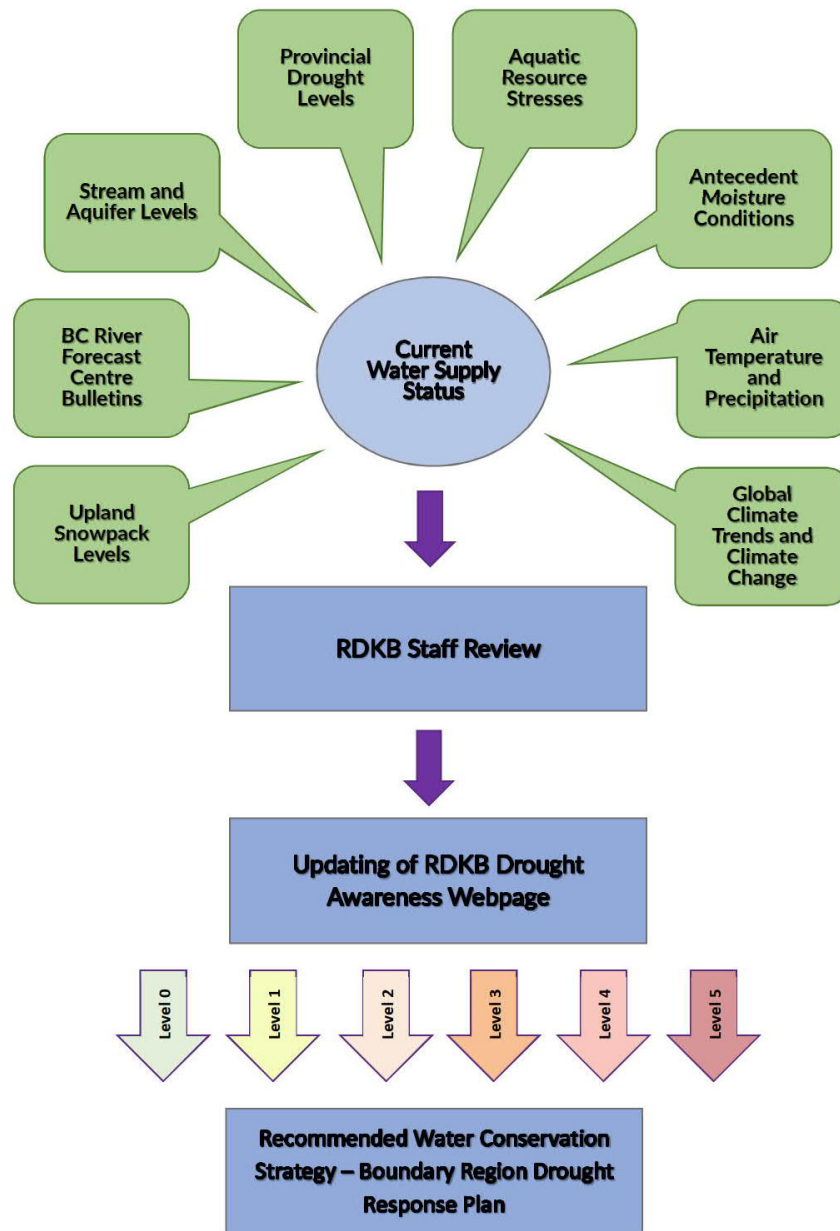 Provincial
Drought
Levels
Aquatic
Resource
Stresses
Stream and
Aquifer Levels
Antecedent
Moisture
Conditions
BC River
Forecast
Centre
Bulletins
Current
Water Supply
Status
Air
Temperature
and
Precipitation
Upland
Snowpack
Levels
Global
Climate
Trends and
Climate
Change
RDKB Staff Review
Updating of RDKB Drought
Awareness Webpage
Level 0
Level 1
Level 2
Level 3
Level 4
Level 5
Recommended Water Conservation
Strategy – Boundary Region Drought
Response Plan